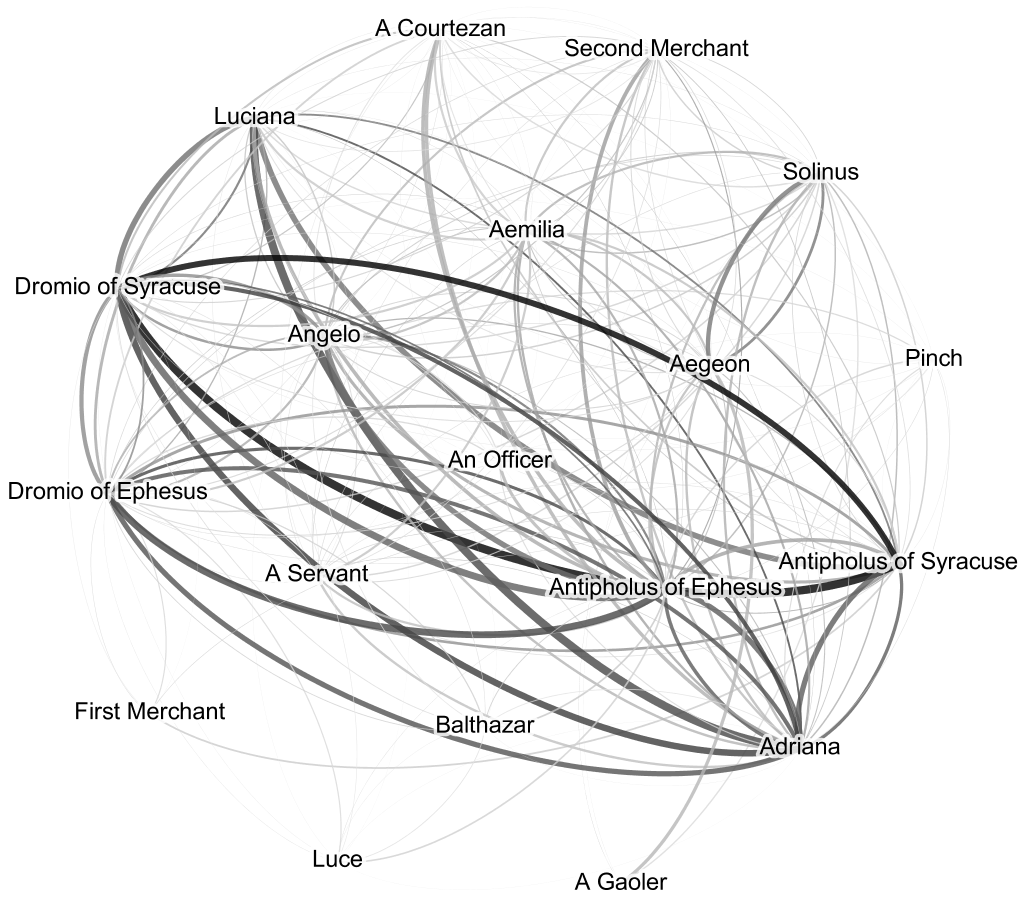 A Courtezan
Second Merchant
Luciana
Solinus
Aemilia
Dromio of Syracuse
Angelo
Pinch
Aegeon
An Officer
Dromio of Ephesus
Antipholus of Syracuse
A Servant
Antipholus of Ephesus
First Merchant
Balthazar
Adriana
Luce
A Gaoler